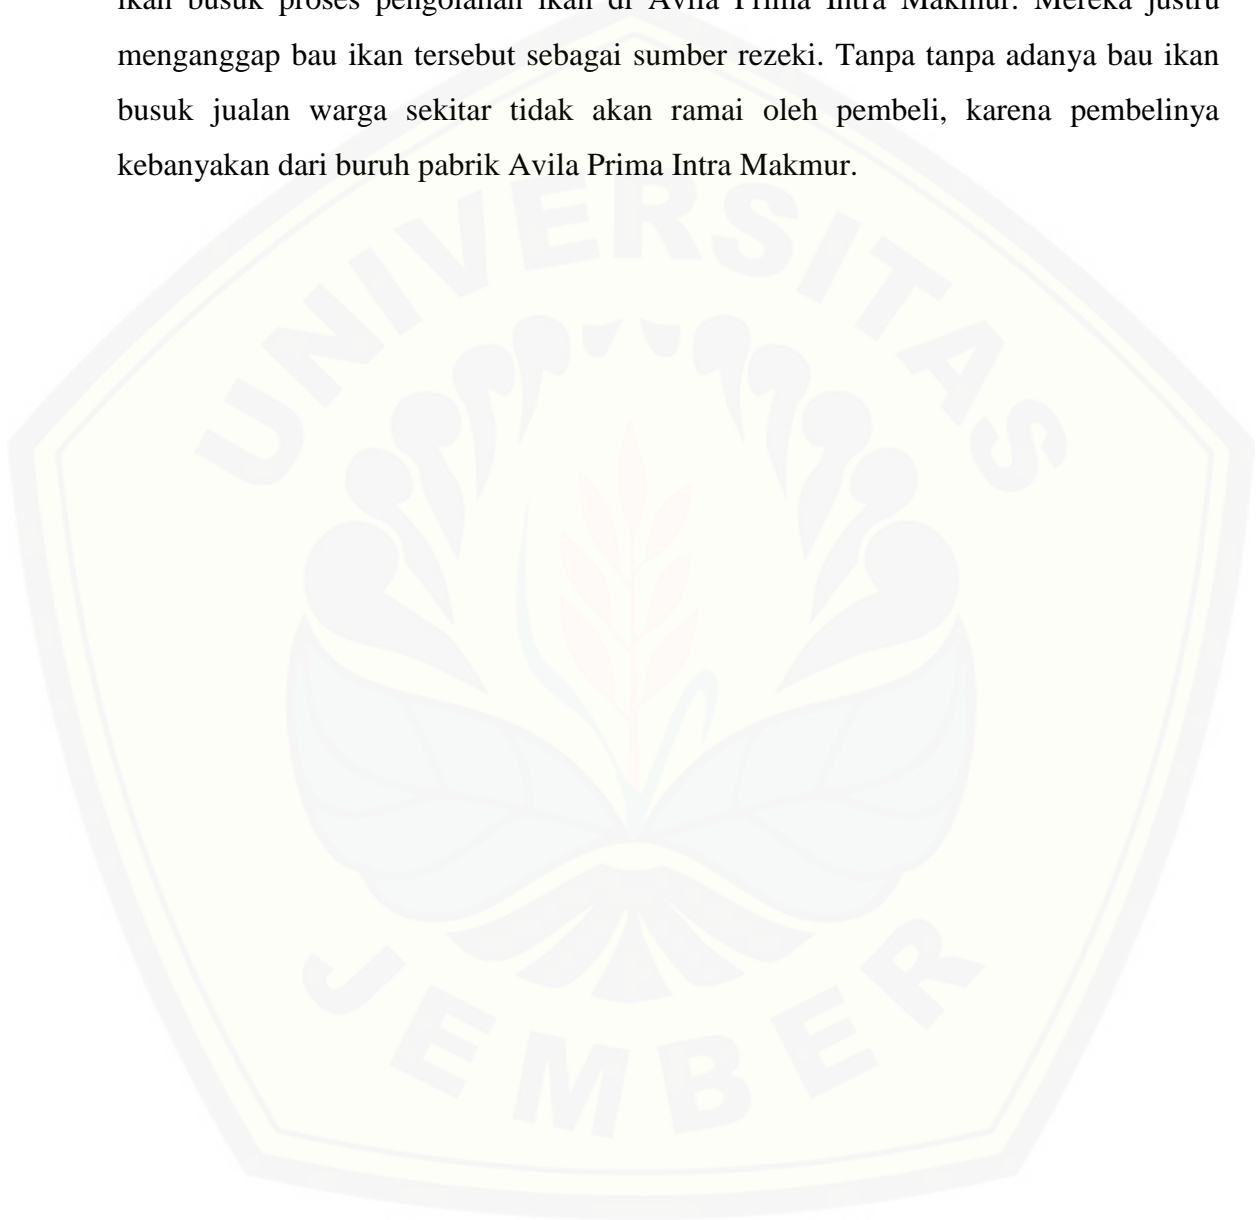 ikan busuk proses pengolahan ikan di Avila Prima Intra Makmur. Mereka justru
menganggap bau ikan tersebut sebagai sumber rezeki. Tanpa tanpa adanya bau ikan
busuk jualan warga sekitar tidak akan ramai oleh pembeli, karena pembelinya
kebanyakan dari buruh pabrik Avila Prima Intra Makmur.
UNIVERSITAS
JEMBER